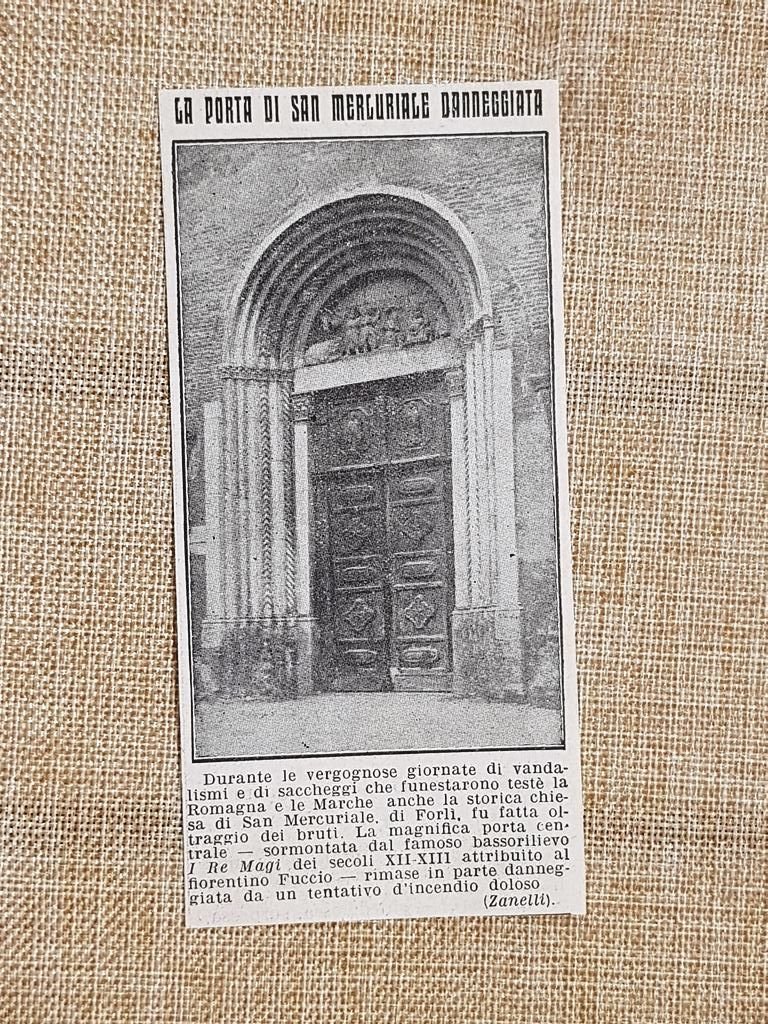 LA PORTA DI SAN MERCURIALE DANNEGGIATA
Durante le vergognose giornate di vanda-
lismi e di saccheggi che funestarono testè la
Romagna e le Marche anche la storica chie-
sa di San Mercuriale, di Forlì, fu fatta ol-
traggio dei bruti. La magnifica porta cen-
trale — sormontata dal famoso bassorilievo
I Re Magi dei secoli XII-XIII attribuito al
fiorentino Fuccio — rimase in parte danneg-
giata da un tentativo d'incendio doloso
(Zanelli).